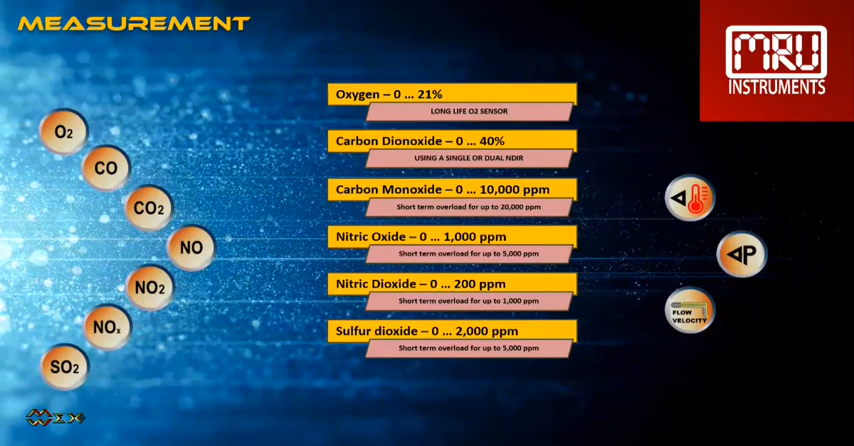 MEASUREMENT
MRU
INSTRUMENTS
O2
CO
CO2
NO
NO2
NOx
SO2
Oxygen – 0 ... 21%
LONG LIFE O2 SENSOR
Carbon Dionoxide – 0 ... 40%
USING A SINGLE OR DUAL NDIR
Carbon Monoxide – 0 ... 10,000 ppm
Short term overload for up to 20,000 ppm
Nitric Oxide – 0 ... 1,000 ppm
Short term overload for up to 5,000 ppm
Nitric Dioxide – 0 ... 200 ppm
Short term overload for up to 1,000 ppm
Sulfur dioxide – 0 ... 2,000 ppm
Short term overload for up to 5,000 ppm
P
FLOW
VELOCITY